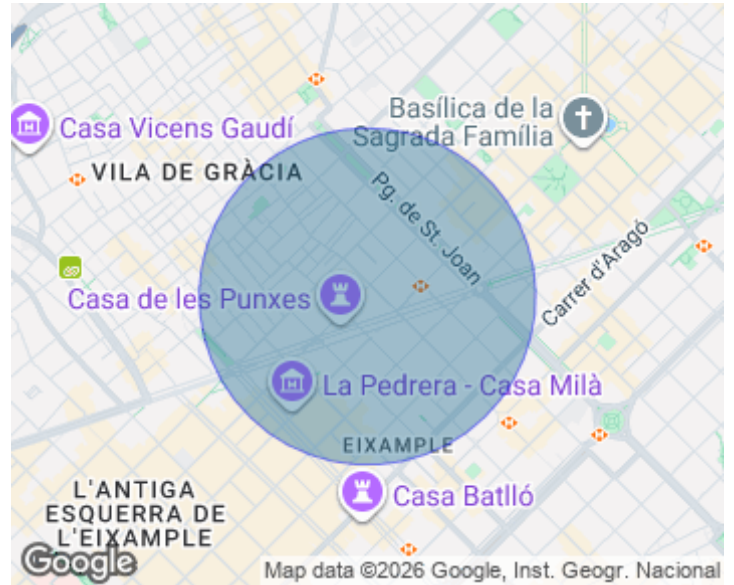 Basílica de la
Sagrada Família
Casa Vicens Gaudí
VILA DE GRÀCIA
Pg. de St. Joan
Carrer d'Aragó
Casa de les Punxes
La Pedrera - Casa Milà
EIXAMPLE
L'ANTIGA
ESQUERRA DE
L'EIXAMPLE
Casa Batlló
Google
Map data ©2026 Google, Inst. Geogr. Nacional